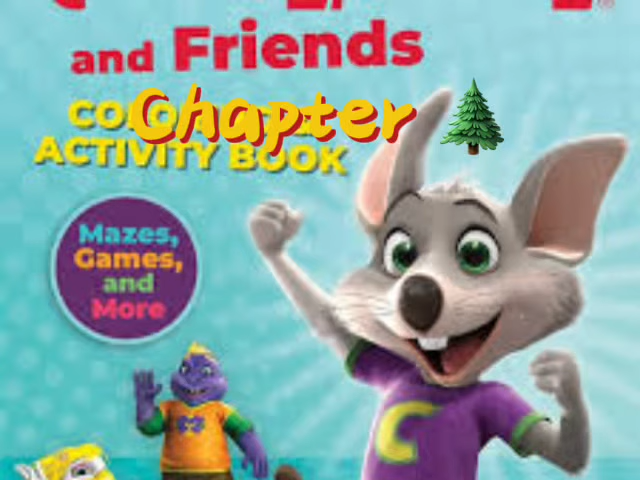 and Friends
Chapter
ACTIVITY BOOK
Mazes,
Games,
and
More
C